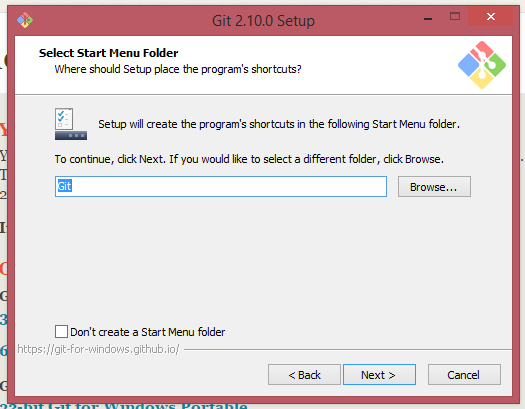 Git 2.10.0 Setup
Select Start Menu Folder
Where should Setup place the program's shortcuts?
Setup will create the program's shortcuts in the following Start Menu folder.
To continue, click Next. If you would like to select a different folder, click Browse.
Git
Browse...
Don't create a Start Menu folder
https://git-for-windows.github.io/
< Back
Next >
Cancel
32-bit Git for Windows Portable